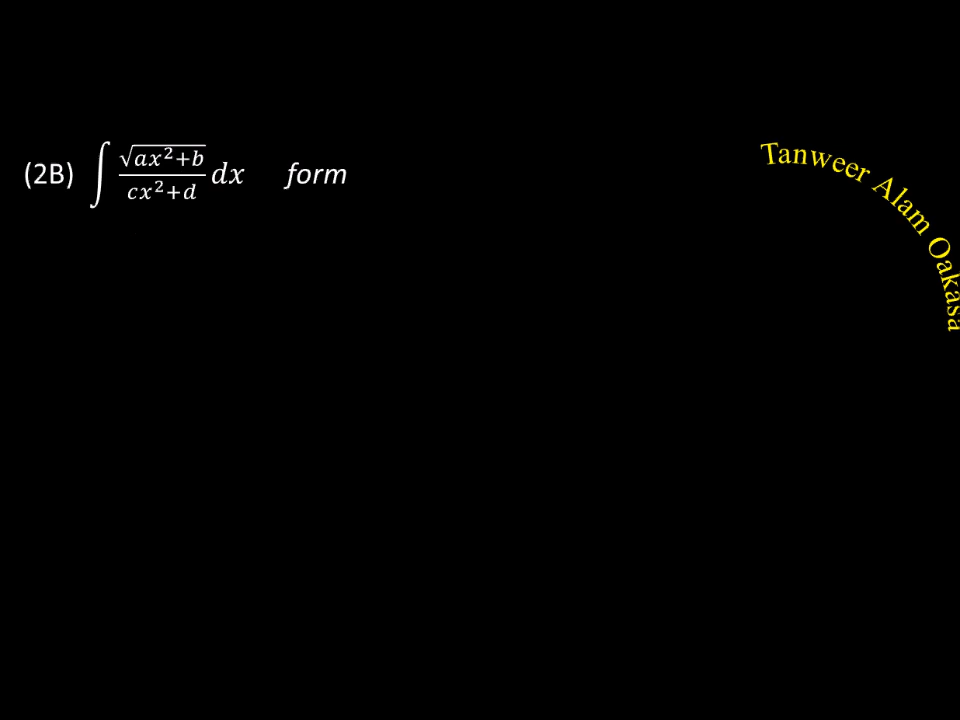 (2B) ∫ √(ax²+b)/(cx²+d) dx form
Tanweer Alam Oakasa